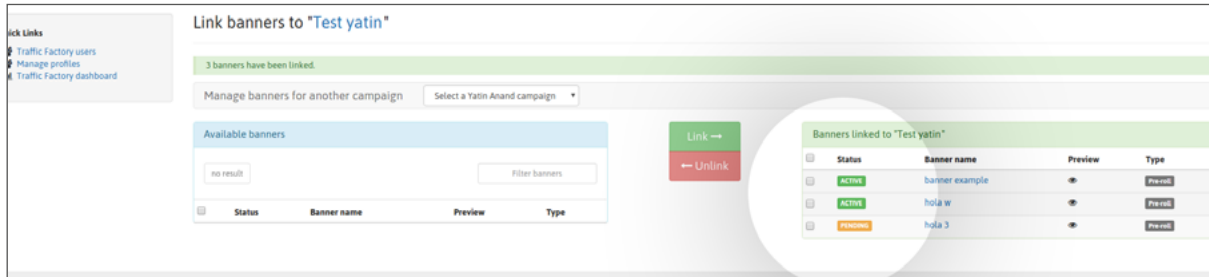 Link banners to "Test yatin"
ick Links
Traffic Factory users
Manage profiles
Traffic Factory dashboard
3 banners have been linked.
Manage banners for another campaign Select a Yatin Anand campaign
Available banners
no result Filter banners
Status Banner name Preview Type
Link →
← Unlink
Banners linked to "Test yatin"
Status Banner name Preview Type
ACTIVE banner example Pre-roll
ACTIVE hola w Pre-roll
PENDING hola 3 Pre-roll